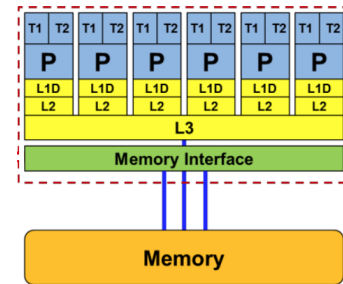 T1 T2 T1 T2 T1 T2 T1 T2 T1 T2 T1 T2
P P P P P P
L1D L1D L1D L1D L1D L1D
L2 L2 L2 L2 L2 L2
L3
Memory Interface
Memory